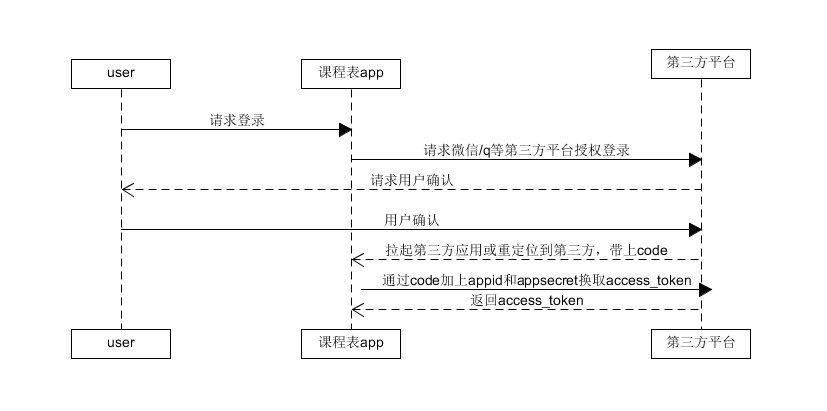 user
课程表app
第三方平台
请求登录
请求微信/q等第三方平台授权登录
请求用户确认
用户确认
拉起第三方应用或重定位到第三方，带上code
通过code加上appid和appsecret换取access_token
返回access_token
user
课程表app
第三方平台